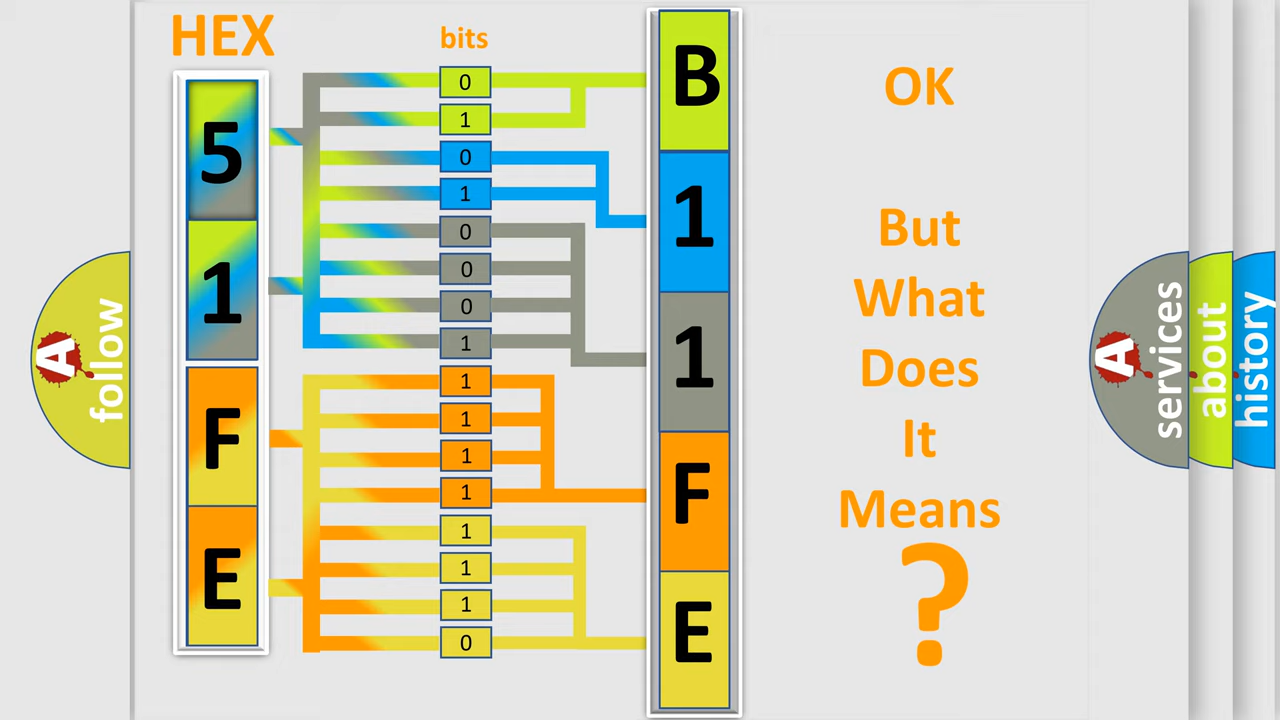 HEX
5
1
F
E
bits
0
1
0
1
0
0
0
1
1
1
1
1
1
1
1
0
B
1
1
F
E
OK
But
What
Does
It
Means
?
A
follow
A
services
about
history